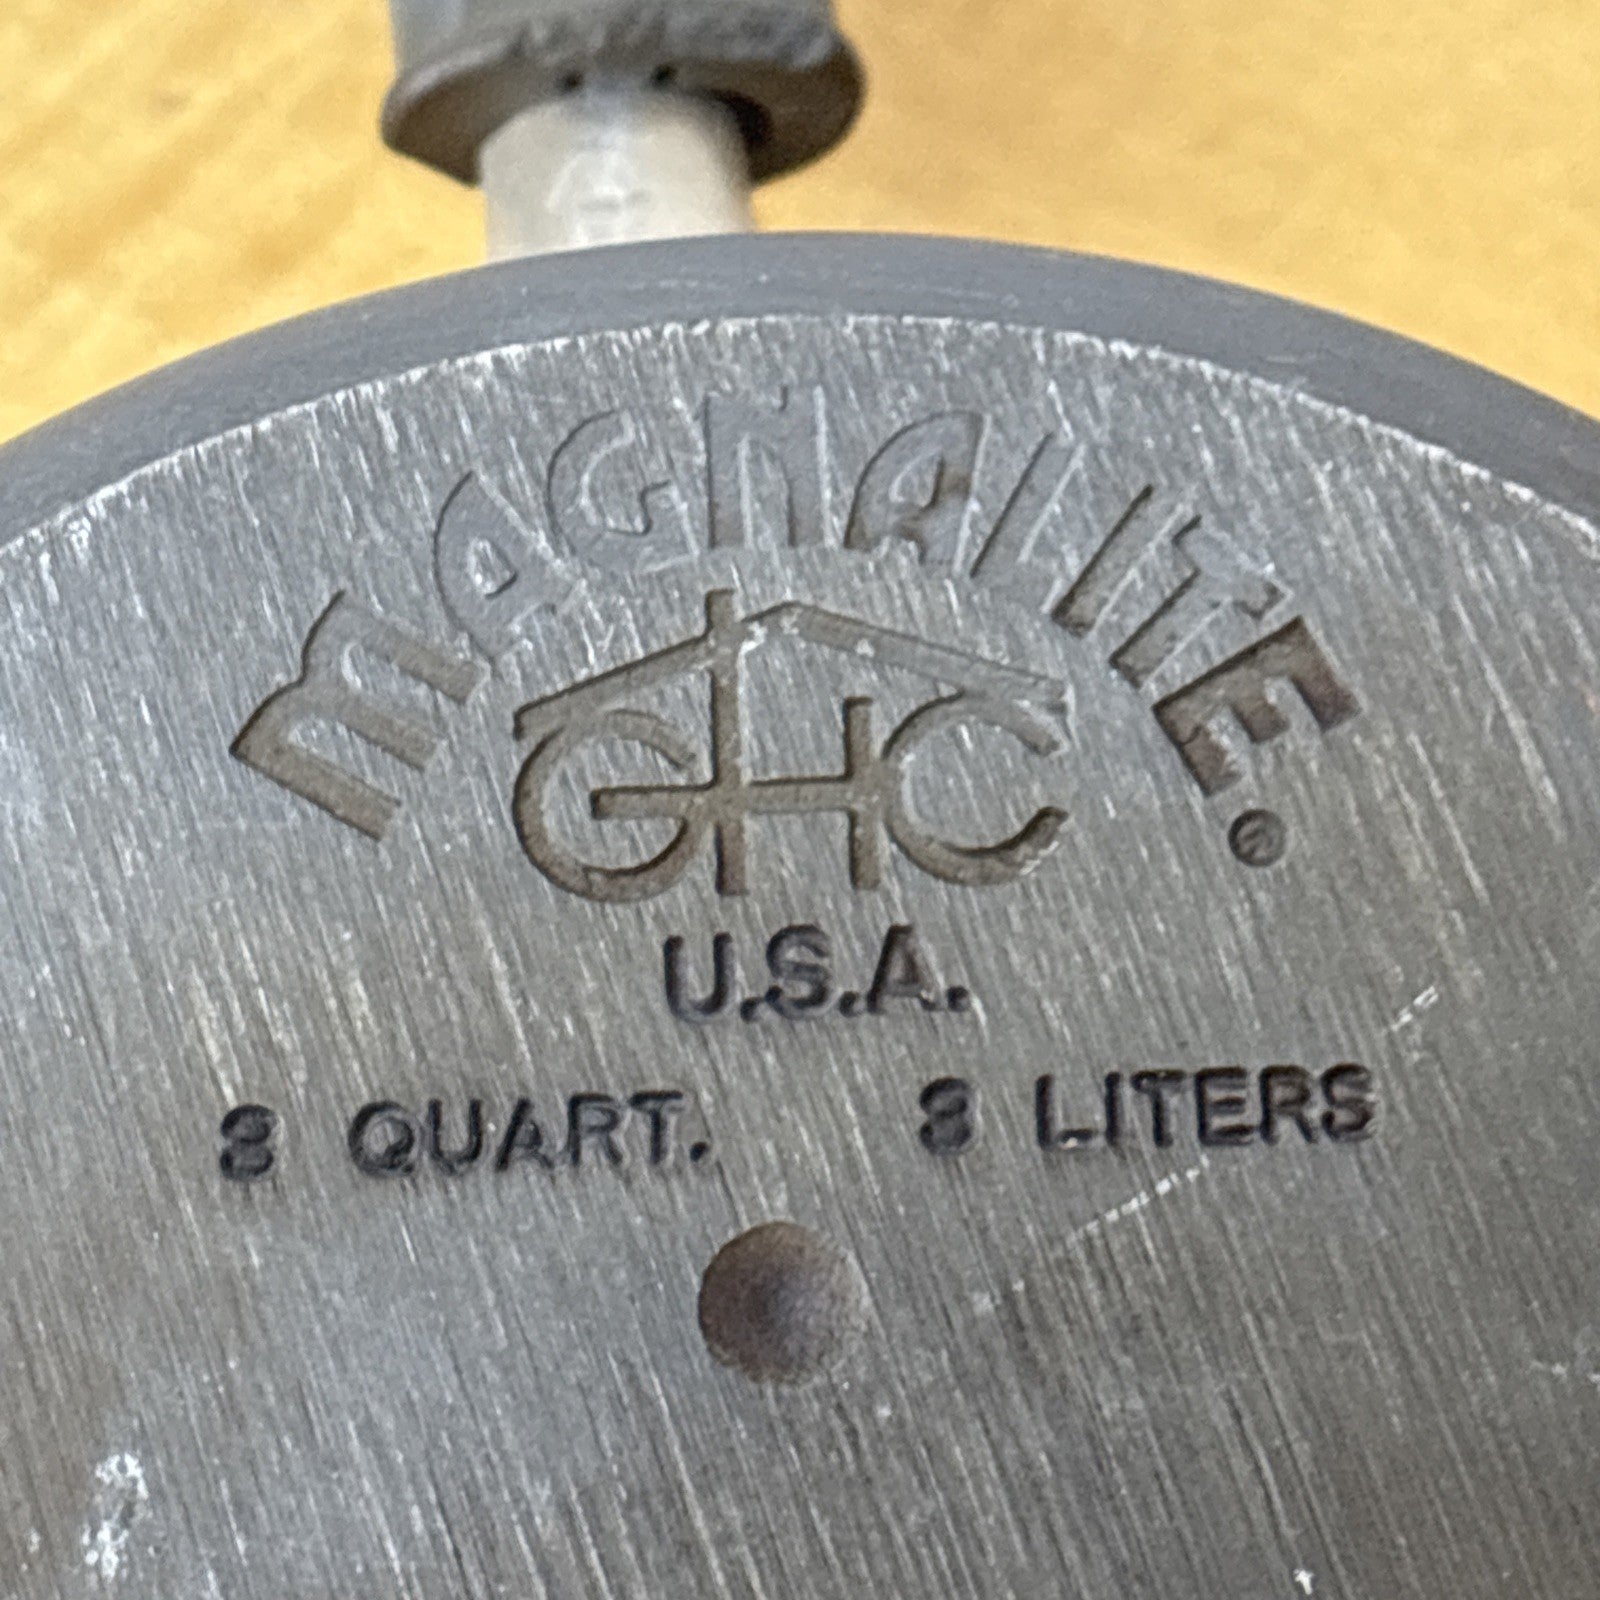 MAGNALITE. ®
GHC
U.S.A.
3 QUART. 3 LITERS